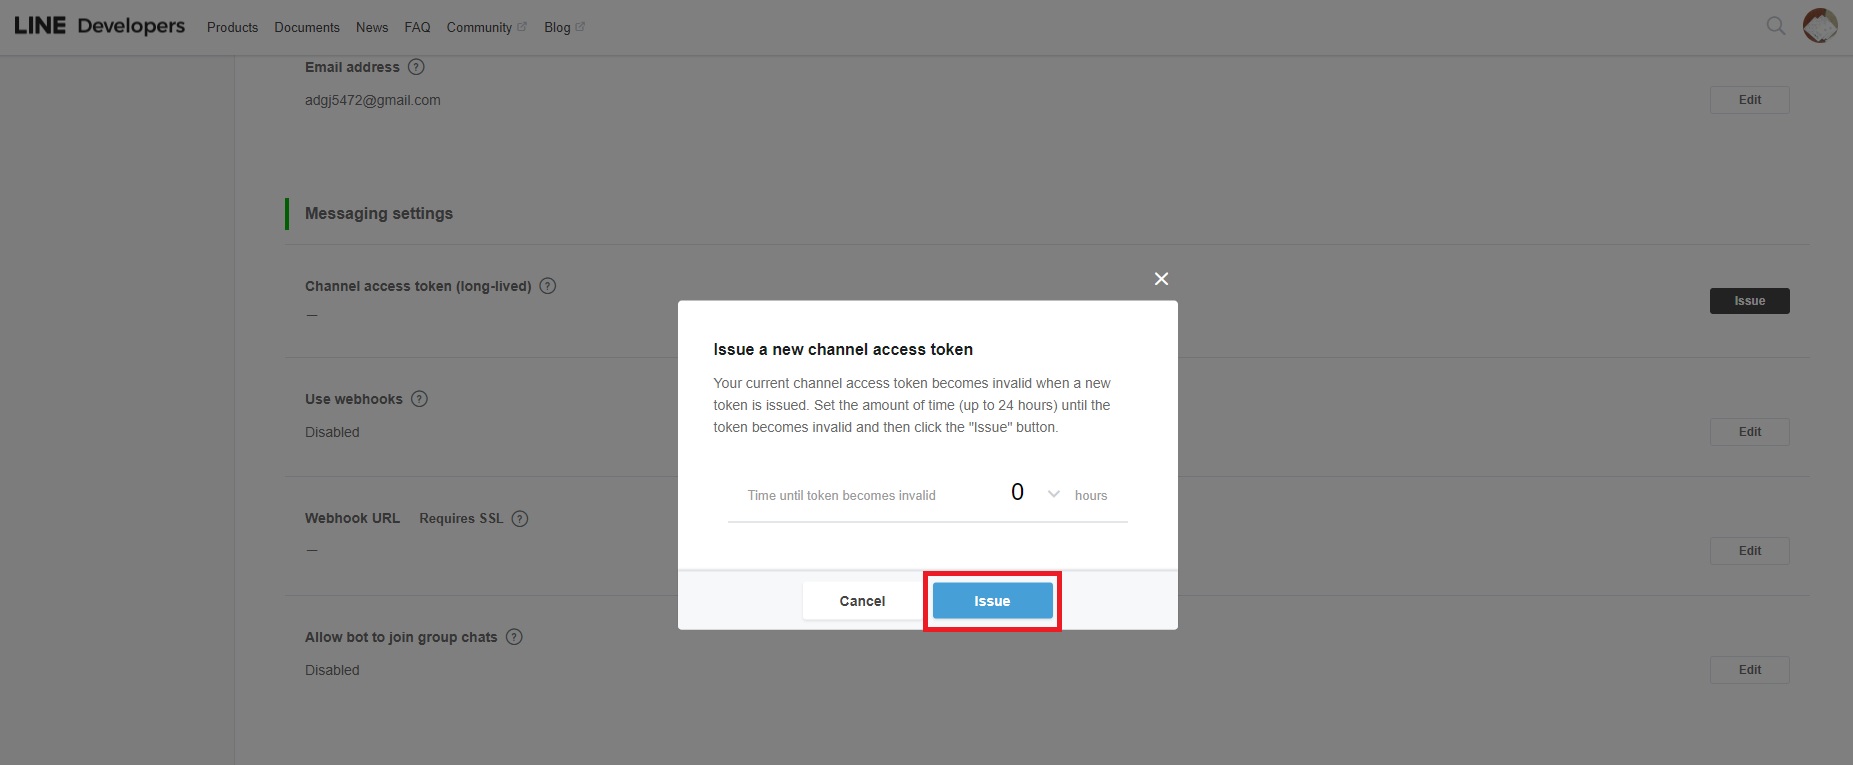 LINE Developers Products Documents News FAQ Community Blog
Email address ?
adgj5472@gmail.com
Edit
Messaging settings
Channel access token (long-lived) ?
—
Issue
Issue a new channel access token
Your current channel access token becomes invalid when a new
token is issued. Set the amount of time (up to 24 hours) until the
token becomes invalid and then click the "Issue" button.
Time until token becomes invalid 0 hours
Cancel Issue
Use webhooks ?
Disabled
Edit
Webhook URL Requires SSL ?
—
Edit
Allow bot to join group chats ?
Disabled
Edit